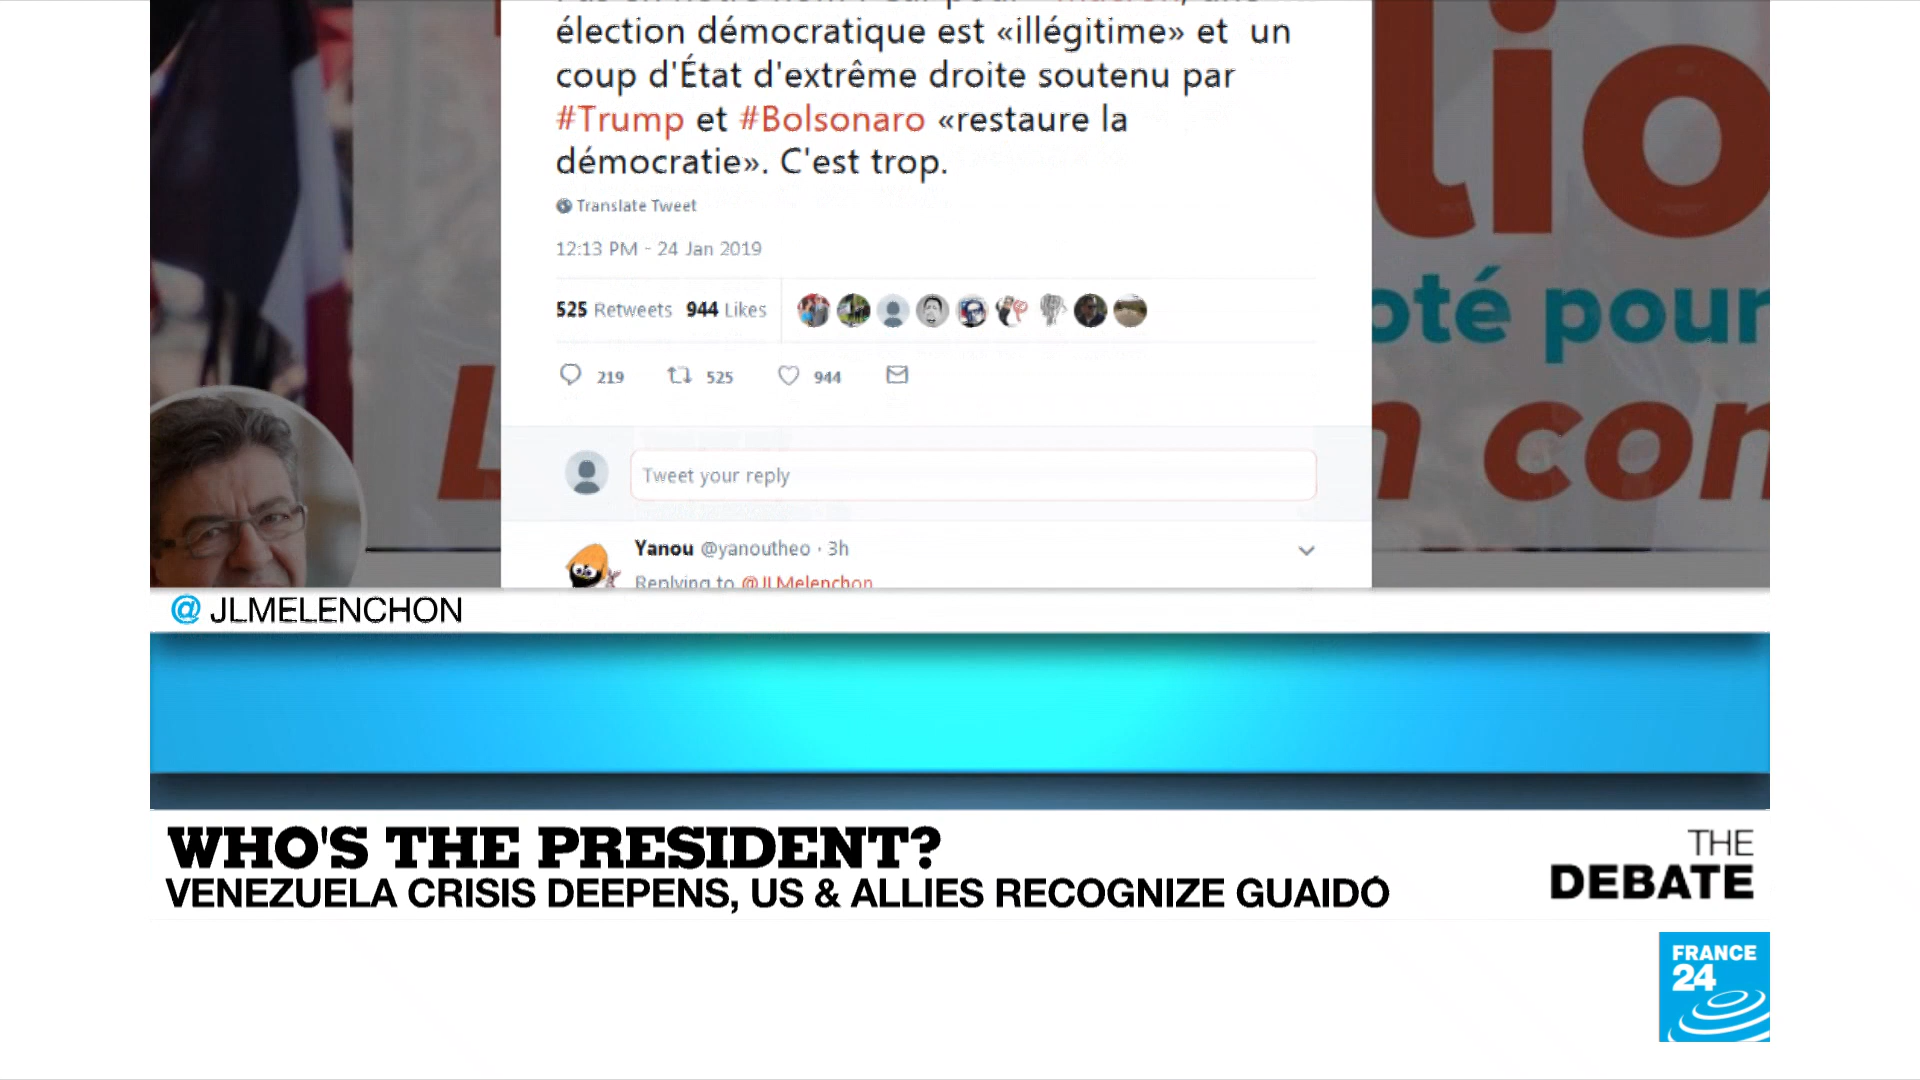 élection démocratique est «illégitime» et un
coup d'État d'extrême droite soutenu par
#Trump et #Bolsonaro «restaure la
démocratie». C'est trop.
Translate Tweet
12:13 PM - 24 Jan 2019
525 Retweets 944 Likes
219 525 944
Tweet your reply
Yanou @yanoutheo · 3h
Replying to @JLMelenchon
lio
oté pour
L
n con
@ JLMELENCHON
WHO'S THE PRESIDENT?
VENEZUELA CRISIS DEEPENS, US & ALLIES RECOGNIZE GUAIDÓ
THE
DEBATE
FRANCE
24